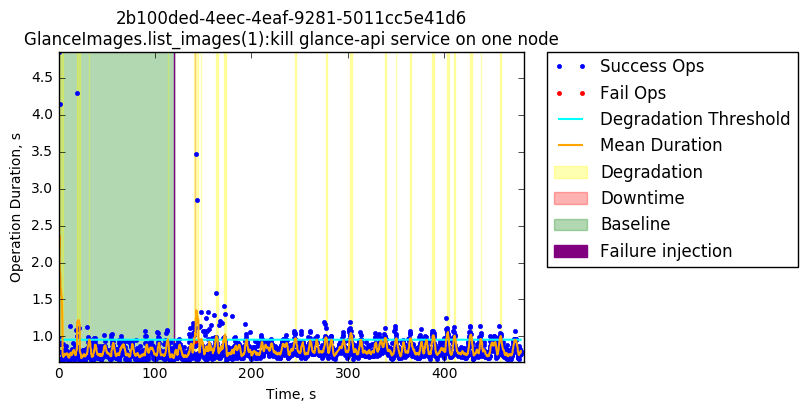 2b100ded-4eec-4eaf-9281-5011cc5e41d6
GlanceImages.list_images(1):kill glance-api service on one node
Operation Duration, s
4.5
4.0
3.5
3.0
2.5
2.0
1.5
1.0
0
100
200
300
400
Time, s
Success Ops
Fail Ops
Degradation Threshold
Mean Duration
Degradation
Downtime
Baseline
Failure injection